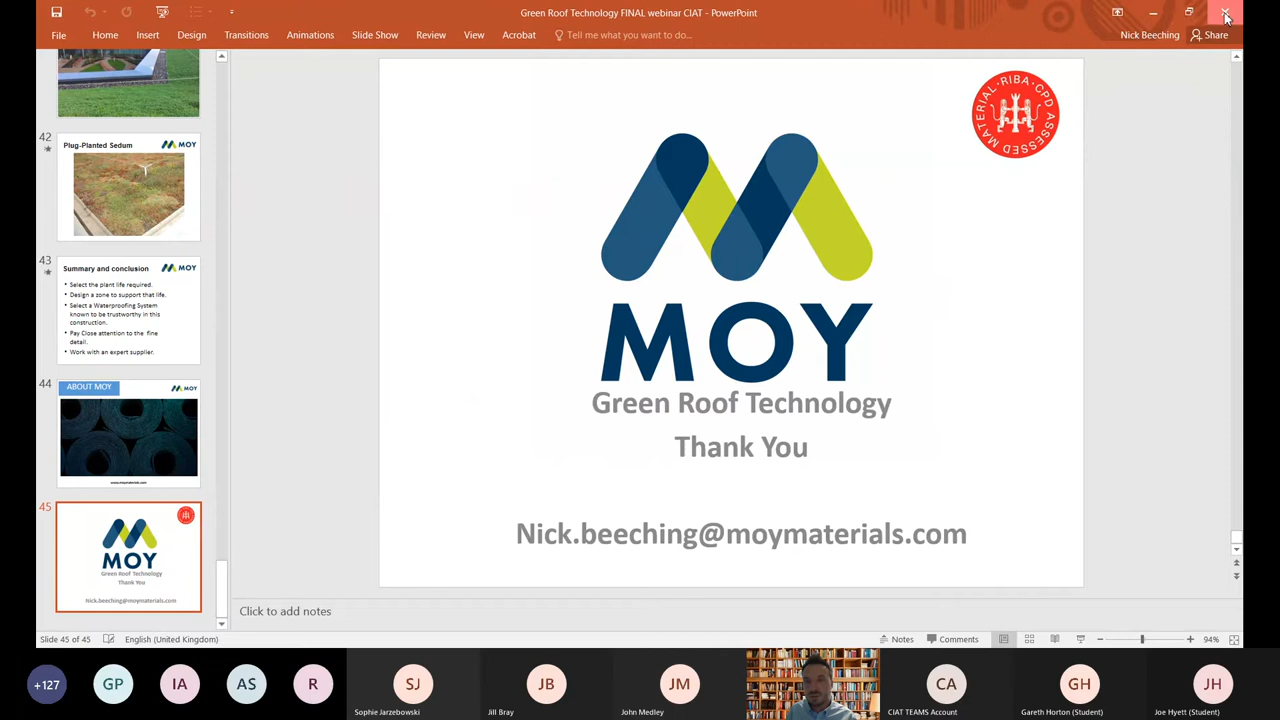 Green Roof Technology FINAL webinar CIAT - PowerPoint
File Home Insert Design Transitions Animations Slide Show Review View Acrobat Tell me what you want to do... Nick Beeching Share
42
Plug-Planted Sedum MOY
43
Summary and conclusion MOY
• Select the plant life required.
• Design a zone to support that life.
• Select a Waterproofing System
known to be trustworthy in this
construction.
• Pay Close attention to the fine
detail.
• Work with an expert supplier.
44
ABOUT MOY MOY
www.moymaterials.com
45
MOY
Green Roof Technology
Thank You
Nick.beeching@moymaterials.com
RIBA·CPD ASSESSED MATERIAL
MOY
Green Roof Technology
Thank You
Nick.beeching@moymaterials.com
Click to add notes
Slide 45 of 45 English (United Kingdom) Notes Comments 94%
+127 GP IA AS R SJ JB JM CA GH JH
Sophie Jarzebowski Jill Bray John Medley CIAT TEAMS Account Gareth Horton (Student) Joe Hyett (Student)